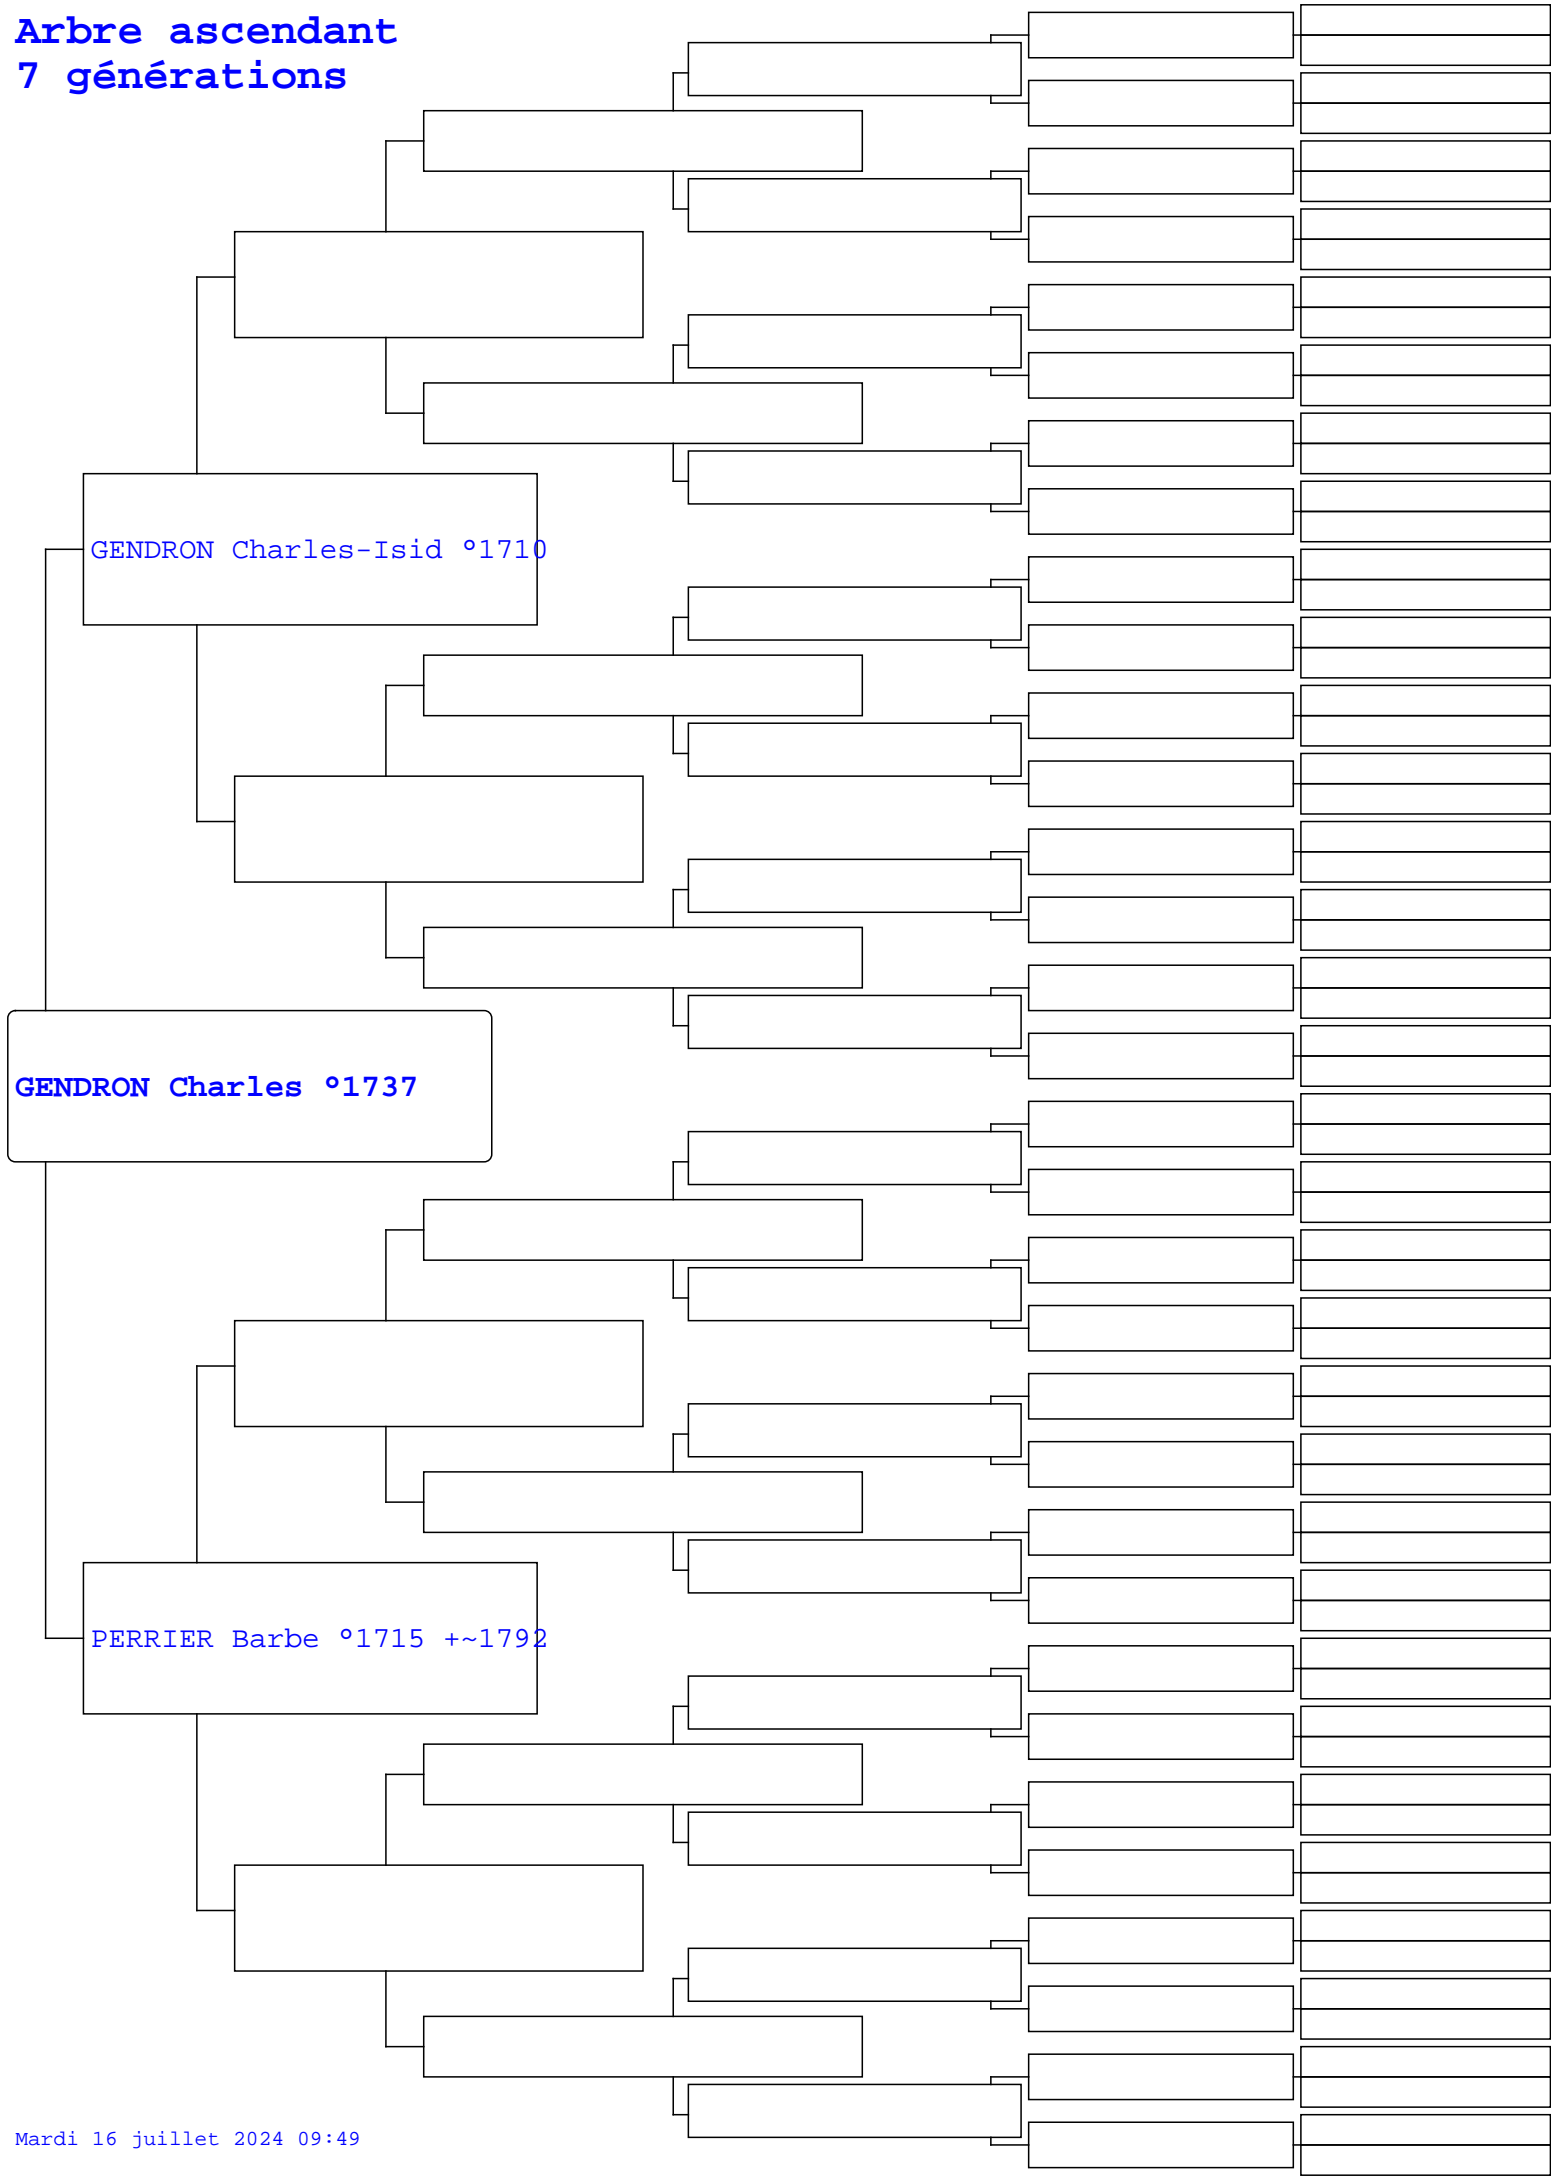 Arbre ascendant
7 générations
GENDRON Charles-Isid °1710
GENDRON Charles °1737
PERRIER Barbe °1715 +~1792
Mardi 16 juillet 2024 09:49